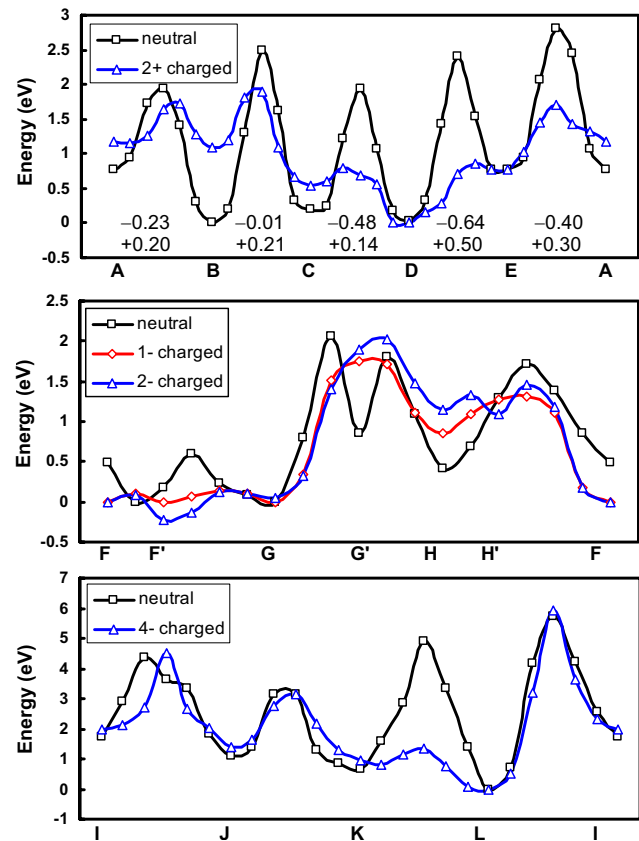 3
2.5
2
1.5
1
0.5
0
-0.5
Energy (eV)
neutral
2+ charged
−0.23 −0.01 −0.48 −0.64 −0.40
+0.20 +0.21 +0.14 +0.50 +0.30
A B C D E A
2.5
2
1.5
1
0.5
0
-0.5
Energy (eV)
neutral
1- charged
2- charged
F F' G G' H H' F
7
6
5
4
3
2
1
0
-1
Energy (eV)
neutral
4- charged
I J K L I